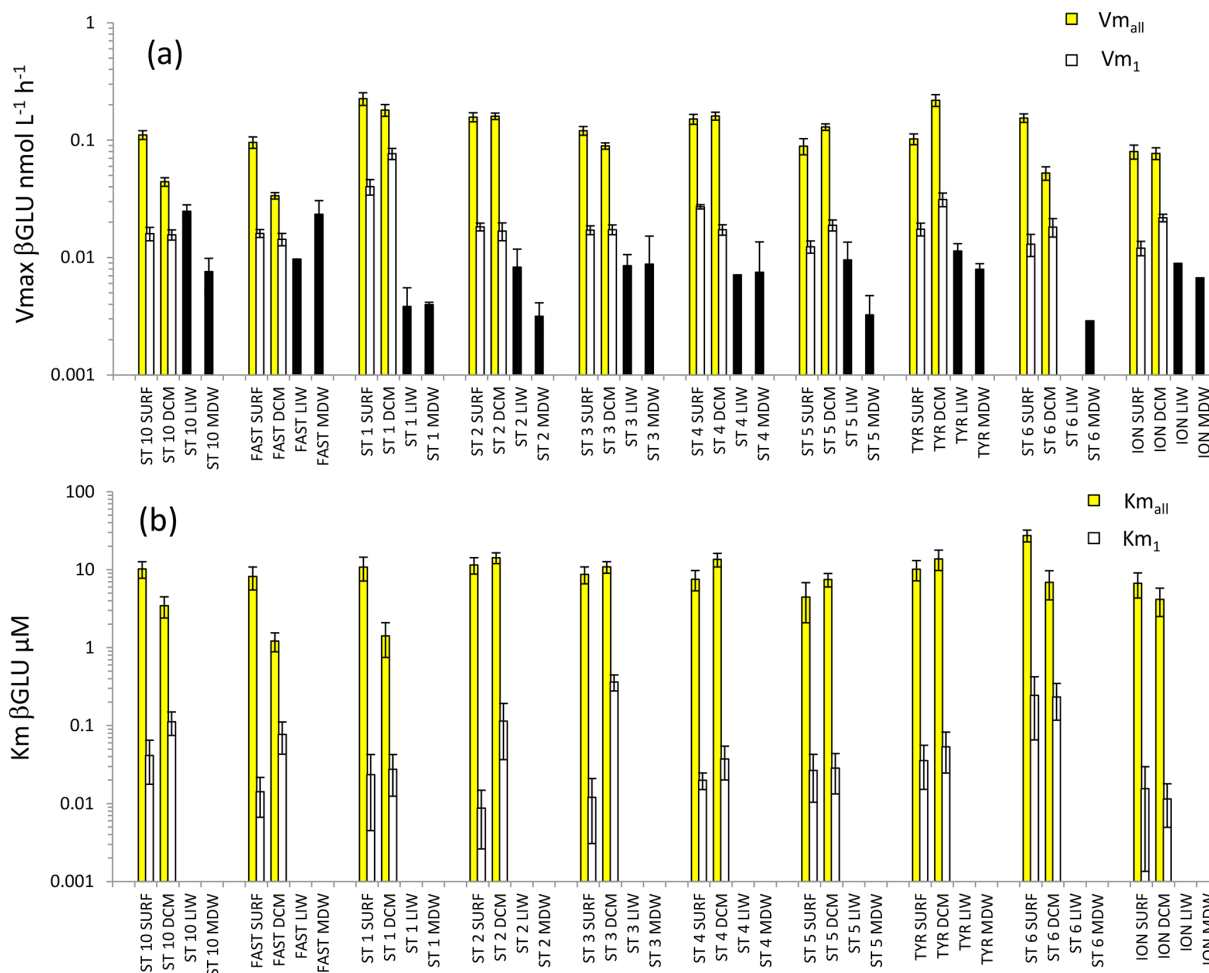 1
Vm_all
(a)
Vm_1
Vmax βGLU nmol L^-1 h^-1
0.1
0.01
0.001
ST 10 SURF
ST 10 DCM
ST 10 LIW
ST 10 MDW
FAST SURF
FAST DCM
FAST LIW
FAST MDW
ST 1 SURF
ST 1 DCM
ST 1 LIW
ST 1 MDW
ST 2 SURF
ST 2 DCM
ST 2 LIW
ST 2 MDW
ST 3 SURF
ST 3 DCM
ST 3 LIW
ST 3 MDW
ST 4 SURF
ST 4 DCM
ST 4 LIW
ST 4 MDW
ST 5 SURF
ST 5 DCM
ST 5 LIW
ST 5 MDW
TYR SURF
TYR DCM
TYR LIW
TYR MDW
ST 6 SURF
ST 6 DCM
ST 6 LIW
ST 6 MDW
ION SURF
ION DCM
ION LIW
ION MDW
100
Km_all
(b)
Km_1
Km βGLU µM
10
1
0.1
0.01
0.001
ST 10 SURF
ST 10 DCM
ST 10 LIW
ST 10 MDW
FAST SURF
FAST DCM
FAST LIW
FAST MDW
ST 1 SURF
ST 1 DCM
ST 1 LIW
ST 1 MDW
ST 2 SURF
ST 2 DCM
ST 2 LIW
ST 2 MDW
ST 3 SURF
ST 3 DCM
ST 3 LIW
ST 3 MDW
ST 4 SURF
ST 4 DCM
ST 4 LIW
ST 4 MDW
ST 5 SURF
ST 5 DCM
ST 5 LIW
ST 5 MDW
TYR SURF
TYR DCM
TYR LIW
TYR MDW
ST 6 SURF
ST 6 DCM
ST 6 LIW
ST 6 MDW
ION SURF
ION DCM
ION LIW
ION MDW